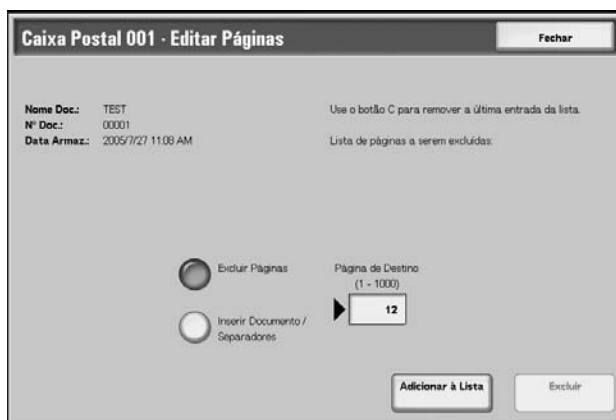 Caixa Postal 001 - Editar Páginas
Fechar
Nome Doc.: TEST
Nº Doc.: 00001
Data Armaz.: 2005/7/27 11:08 AM
Use o botão C para remover a última entrada da lista.
Lista de páginas a serem excluídas:
Excluir Páginas
Inserir Documento /
Separadores
Página de Destino
(1 - 1000)
12
Adicionar à Lista
Excluir